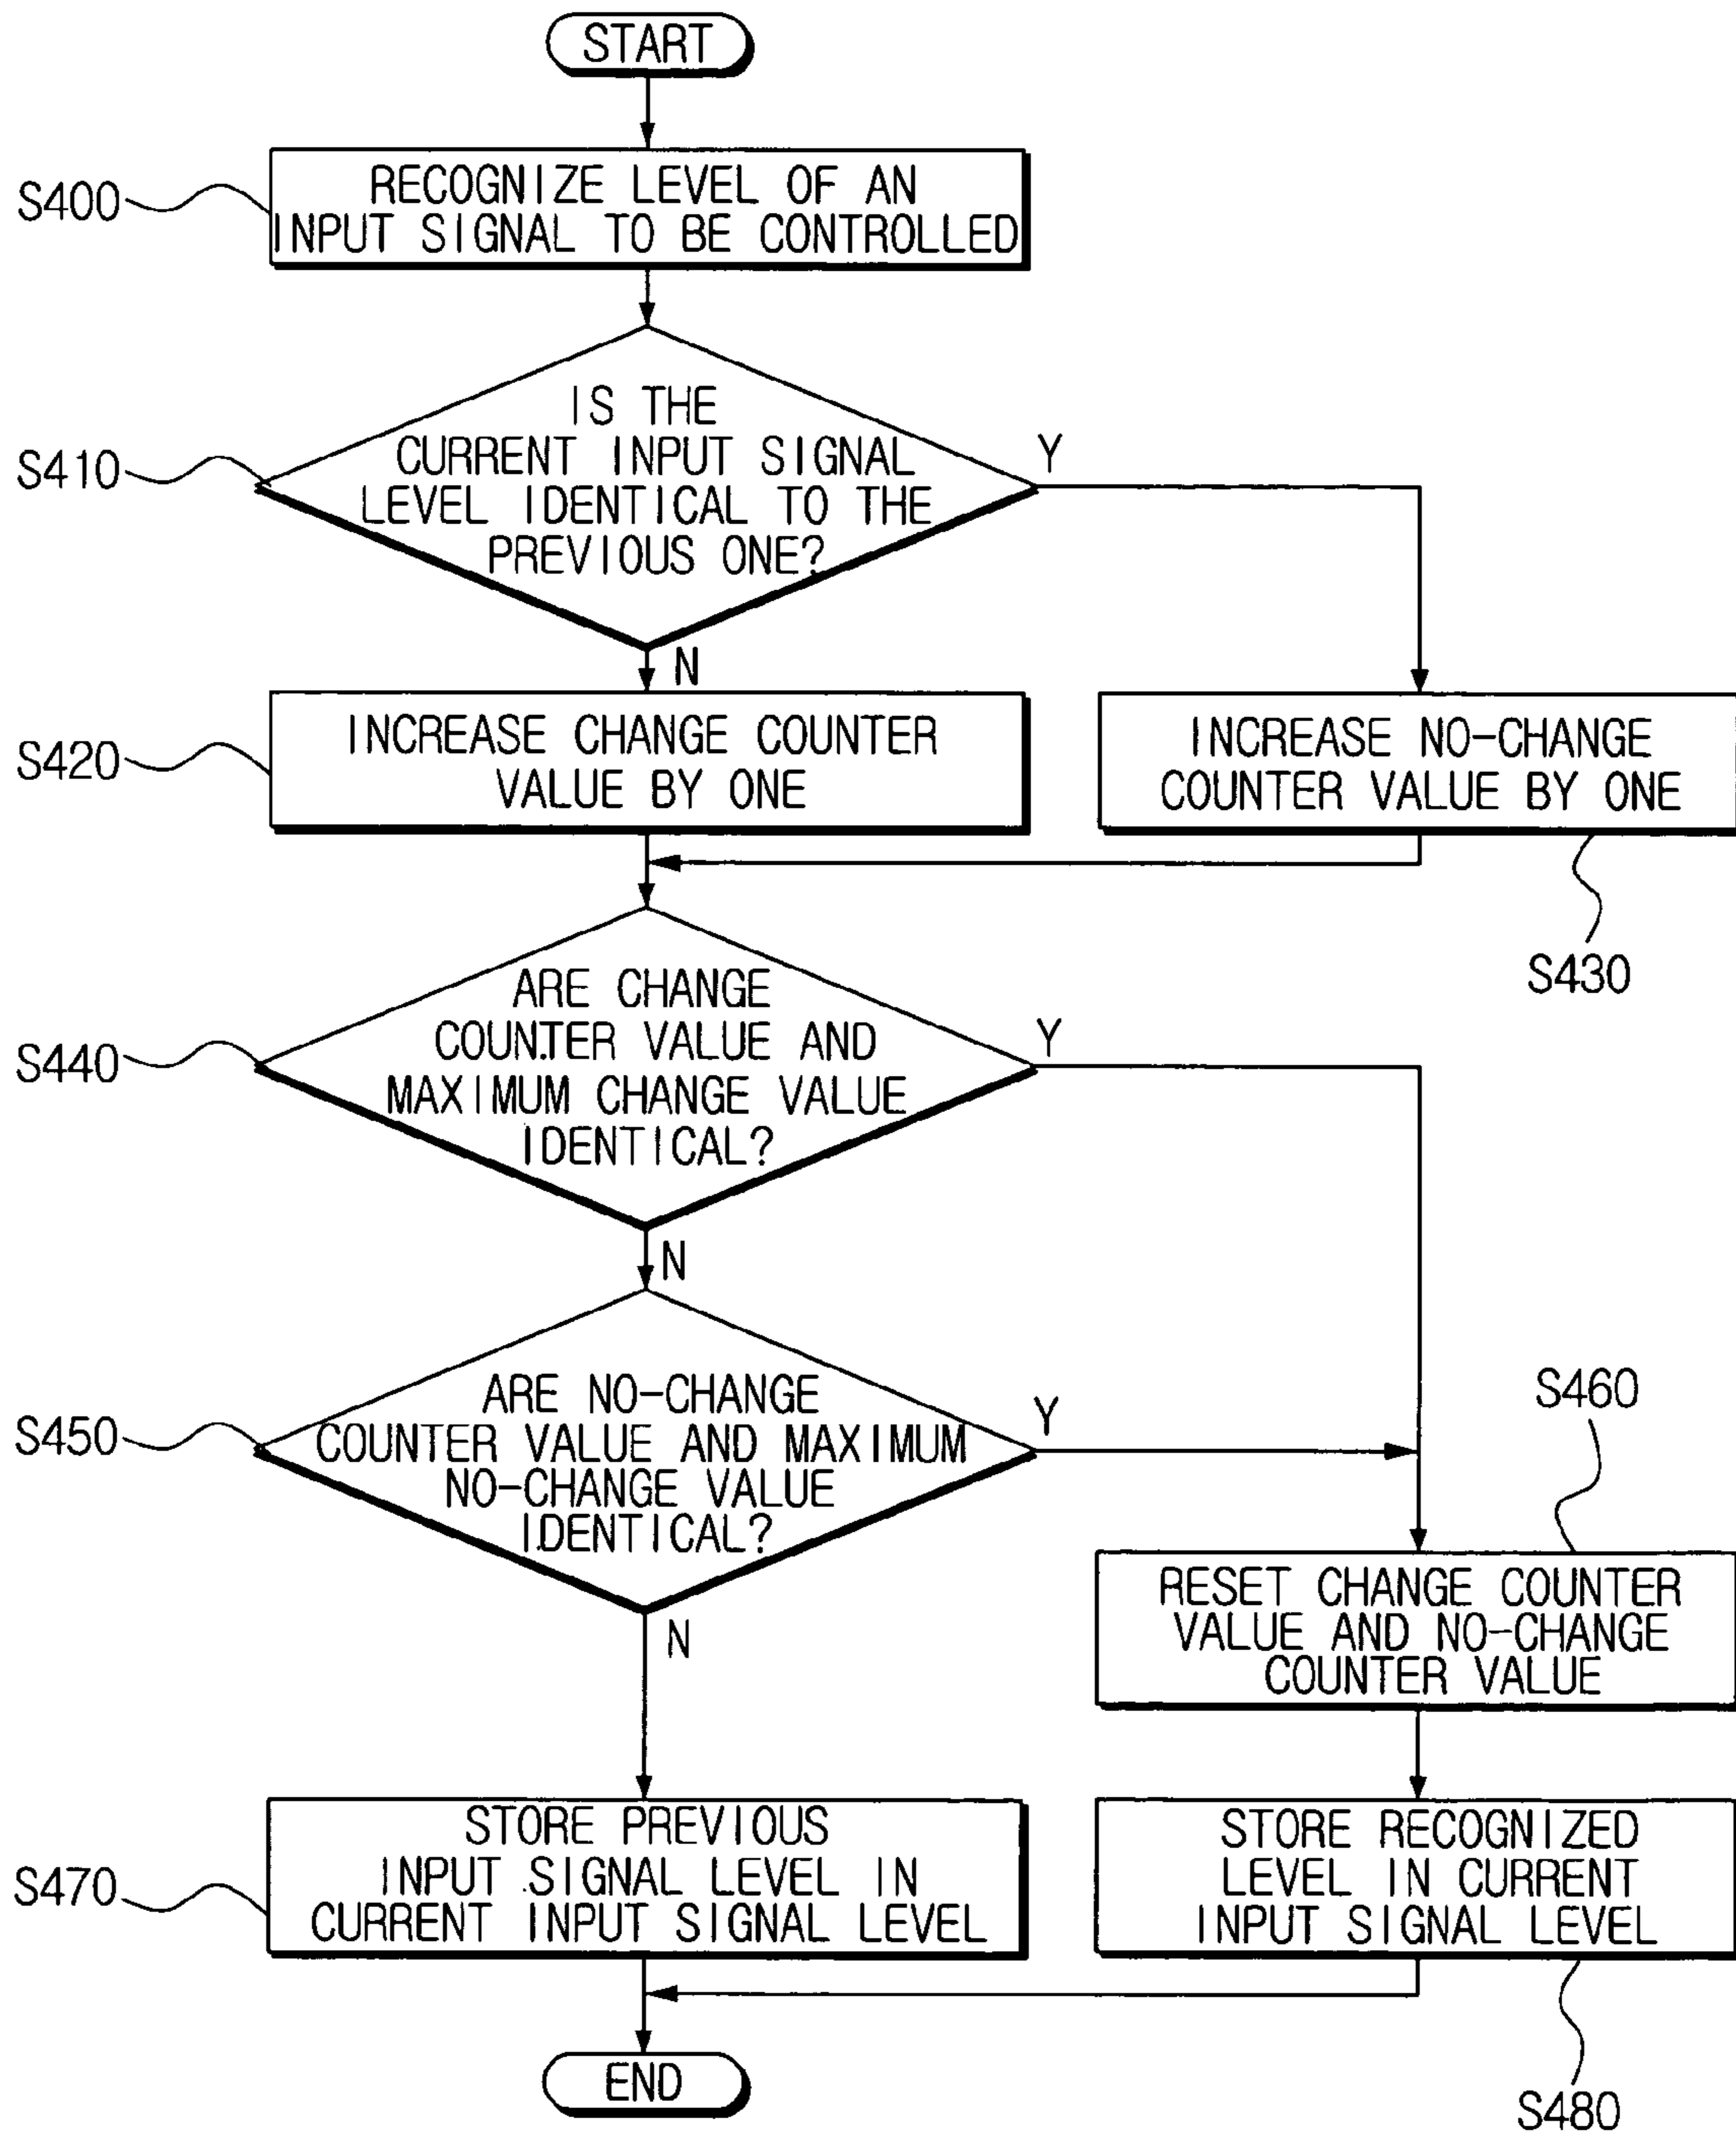 START
S400
RECOGNIZE LEVEL OF AN
INPUT SIGNAL TO BE CONTROLLED
S410
IS THE
CURRENT INPUT SIGNAL
LEVEL IDENTICAL TO THE
PREVIOUS ONE?
Y
N
S420
INCREASE CHANGE COUNTER
VALUE BY ONE
INCREASE NO-CHANGE
COUNTER VALUE BY ONE
S430
S440
ARE CHANGE
COUNTER VALUE AND
MAXIMUM CHANGE VALUE
IDENTICAL?
Y
N
S450
ARE NO-CHANGE
COUNTER VALUE AND MAXIMUM
NO-CHANGE VALUE
IDENTICAL?
Y
N
S460
RESET CHANGE COUNTER
VALUE AND NO-CHANGE
COUNTER VALUE
S470
STORE PREVIOUS
INPUT SIGNAL LEVEL IN
CURRENT INPUT SIGNAL LEVEL
STORE RECOGNIZED
LEVEL IN CURRENT
INPUT SIGNAL LEVEL
S480
END